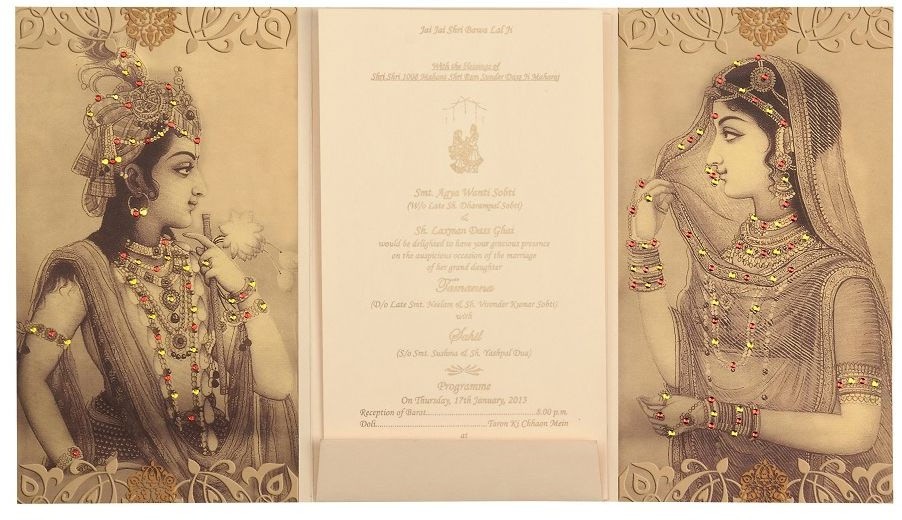 Jai Jai Shri Bawa Lal Ji
With the blessings of
Shri Shri 1008 Mahant Shri Ram Sunder Dass Ji Maharaj
Smt. Agya Wanti Sobti
(W/o Late Sh. Dharampal Sobti)
&
Sh. Laxman Dass Ghai
would be delighted to have your gracious presence
on the auspicious occasion of the marriage
of her grand daughter
Tamanna
(D/o Late Smt. Neelam & Sh. Virender Kumar Sobti)
with
Sahil
(S/o Smt. Sushma & Sh. Yashpal Dua)
Programme
On Thursday, 17th January, 2013
Reception of Barat..........................................8:00 p.m.
Doli..........................................Taron Ki Chhaon Mein
at